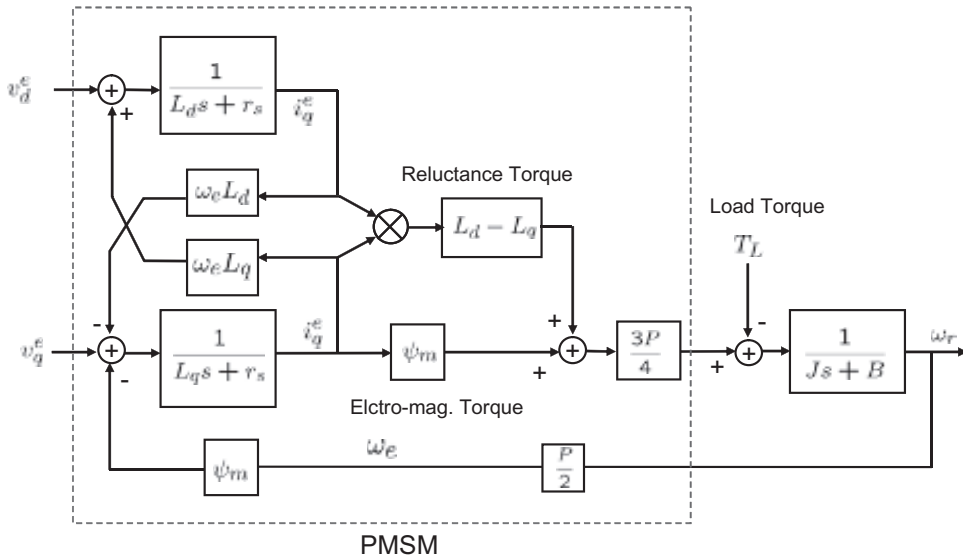 v_d^e
+
+
1
L_d s + r_s
i_q^e
ω_e L_d
Reluctance Torque
L_d − L_q
Load Torque
T_L
ω_e L_q
-
v_q^e
+
-
1
L_q s + r_s
i_q^e
ψ_m
+
+
+
3P
4
+
-
+
1
Js + B
ω_r
Elctro-mag. Torque
ψ_m
ω_e
P
2
PMSM